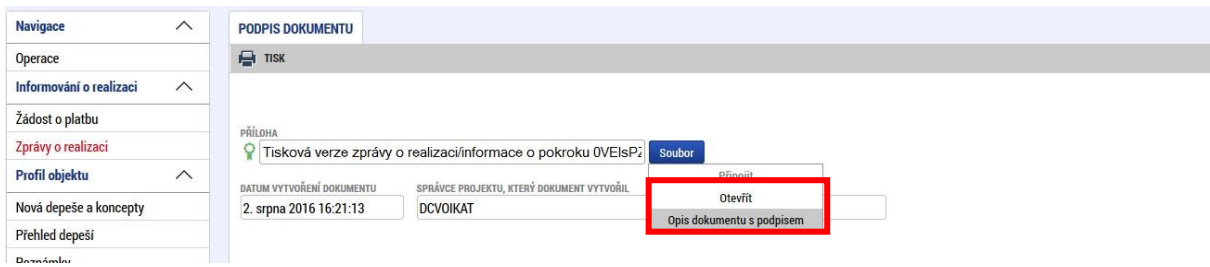 Navigace
Operace
Informování o realizaci
Žádost o platbu
Zprávy o realizaci
Profil objektu
Nová depeše a koncepty
Přehled depeší
Poznámky
PODPIS DOKUMENTU
TISK
PŘÍLOHA
Tisková verze zprávy o realizaci/informace o pokroku 0VEIsPZ
Soubor
Připojit
Otevřít
Opis dokumentu s podpisem
DATUM VYTVOŘENÍ DOKUMENTU
SPRÁVCE PROJEKTU, KTERÝ DOKUMENT VYTVOŘIL
2. srpna 2016 16:21:13
DCVOIKAT